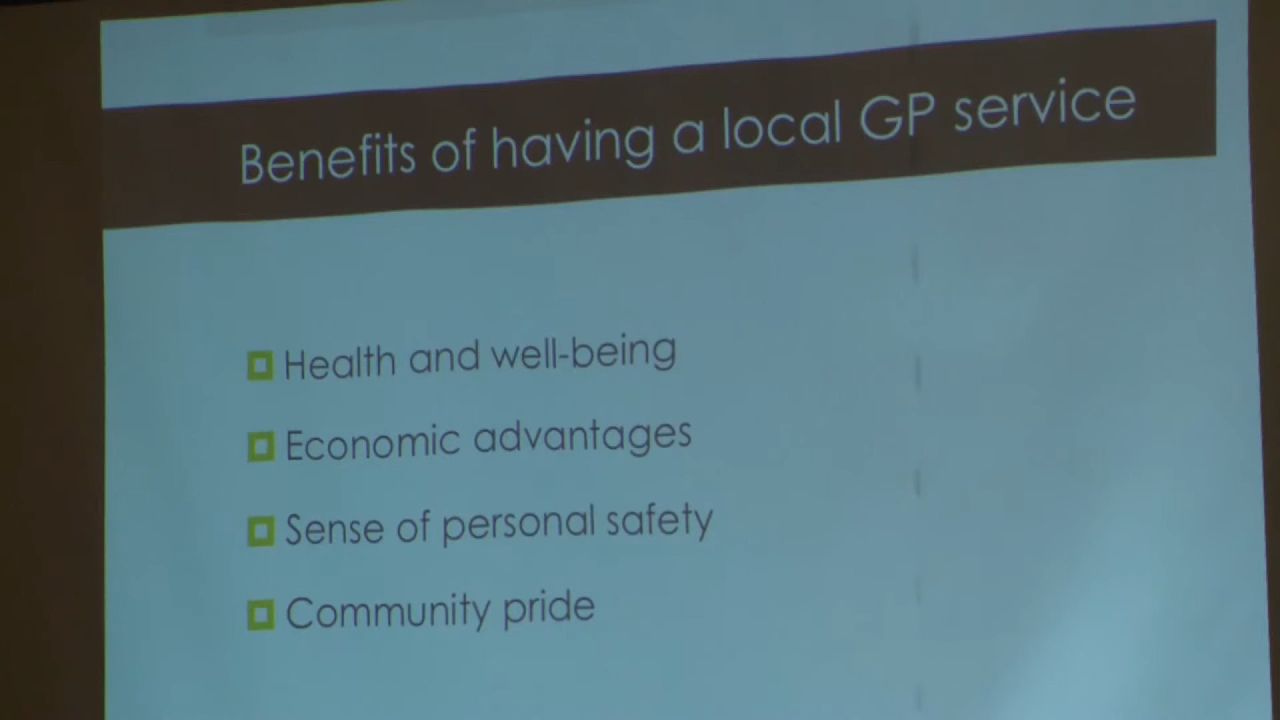 Benefits of having a local GP service
Health and well-being
Economic advantages
Sense of personal safety
Community pride